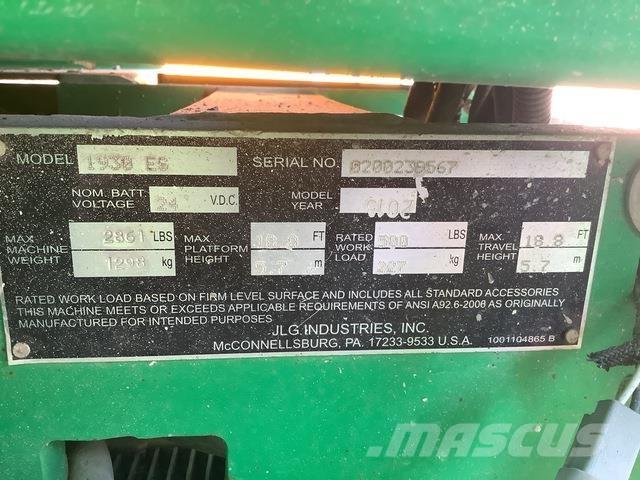 MODEL 1930 ES SERIAL NO. 0200239567
NOM. BATT. VOLTAGE 24 V.D.C. MODEL YEAR 2010
MAX MACHINE WEIGHT 2861 LBS 1298 kg MAX PLATFORM HEIGHT 18.8 FT 5.7 m RATED WORK LOAD 500 LBS 227 kg MAX TRAVEL HEIGHT 18.8 FT 5.7 m
RATED WORK LOAD BASED ON FIRM LEVEL SURFACE AND INCLUDES ALL STANDARD ACCESSORIES
THIS MACHINE MEETS OR EXCEEDS APPLICABLE REQUIREMENTS OF ANSI A92.6-2006 AS ORIGINALLY
MANUFACTURED FOR INTENDED PURPOSES
JLG INDUSTRIES, INC.
McCONNELLSBURG, PA. 17233-9533 U.S.A. 1001104865 B
MASCUS